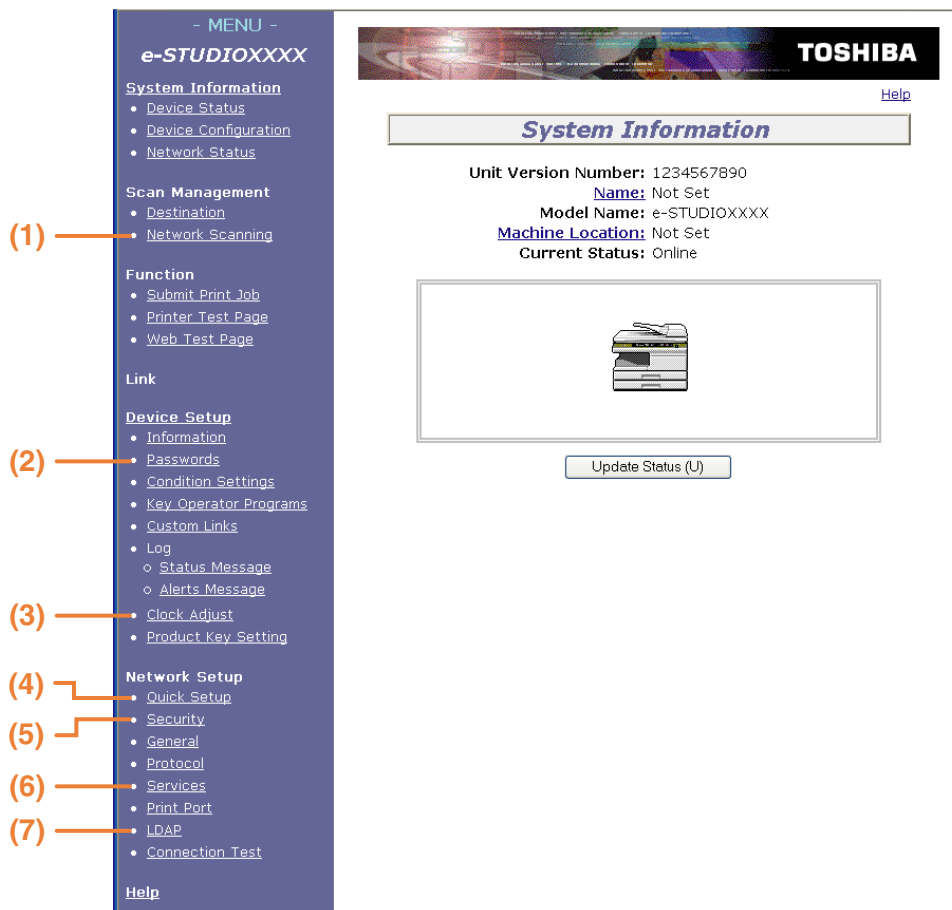 - MENU -
e-STUDIOXXXX
System Information
• Device Status
• Device Configuration
• Network Status
Scan Management
• Destination
(1) • Network Scanning
Function
• Submit Print Job
• Printer Test Page
• Web Test Page
Link
Device Setup
• Information
(2) • Passwords
• Condition Settings
• Key Operator Programs
• Custom Links
• Log
○ Status Message
○ Alerts Message
(3) • Clock Adjust
• Product Key Setting
Network Setup
(4) • Quick Setup
(5) • Security
• General
• Protocol
(6) • Services
• Print Port
(7) • LDAP
• Connection Test
Help
TOSHIBA
Help
System Information
Unit Version Number: 1234567890
Name: Not Set
Model Name: e-STUDIOXXXX
Machine Location: Not Set
Current Status: Online
Update Status (U)